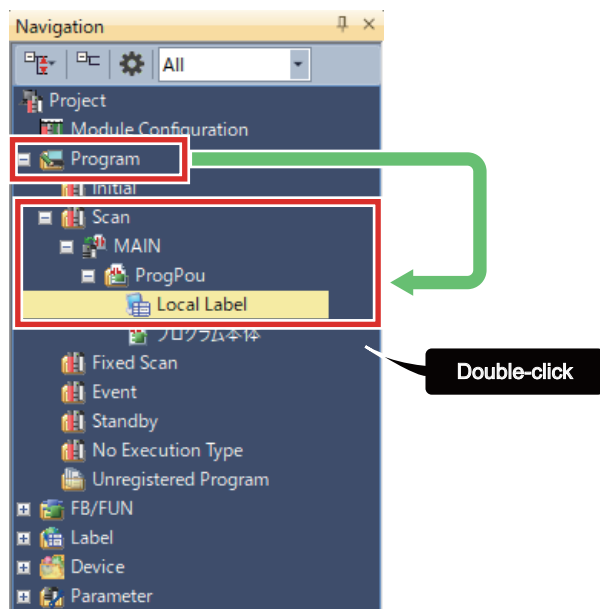 Navigation
All
Project
Module Configuration
Program
Initial
Scan
MAIN
ProgPou
Local Label
プログラム本体
Fixed Scan
Event
Standby
No Execution Type
Unregistered Program
FB/FUN
Label
Device
Parameter
Double-click